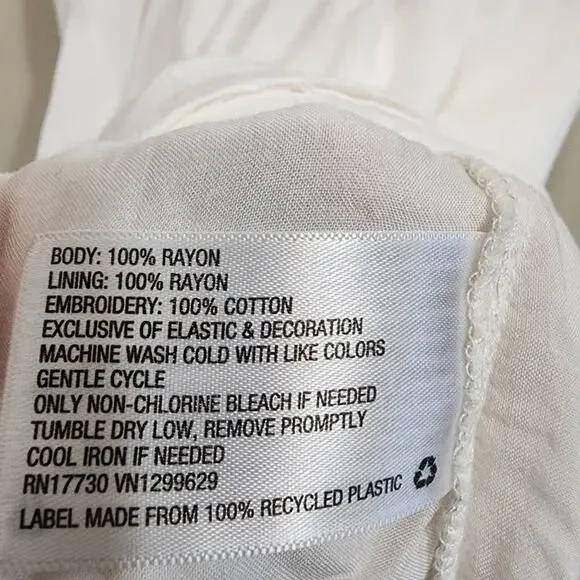 BODY: 100% RAYON
LINING: 100% RAYON
EMBROIDERY: 100% COTTON
EXCLUSIVE OF ELASTIC & DECORATION
MACHINE WASH COLD WITH LIKE COLORS
GENTLE CYCLE
ONLY NON-CHLORINE BLEACH IF NEEDED
TUMBLE DRY LOW, REMOVE PROMPTLY
COOL IRON IF NEEDED
RN17730 VN1299629
LABEL MADE FROM 100% RECYCLED PLASTIC